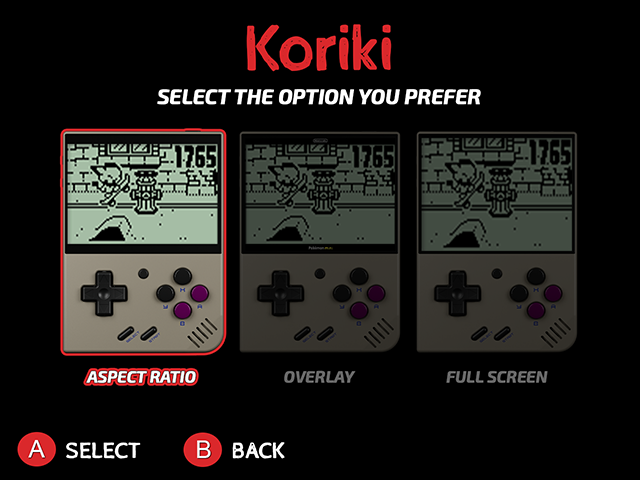 Koriki
SELECT THE OPTION YOU PREFER
1765
1765
1765
ASPECT RATIO
OVERLAY
FULL SCREEN
A SELECT
B BACK